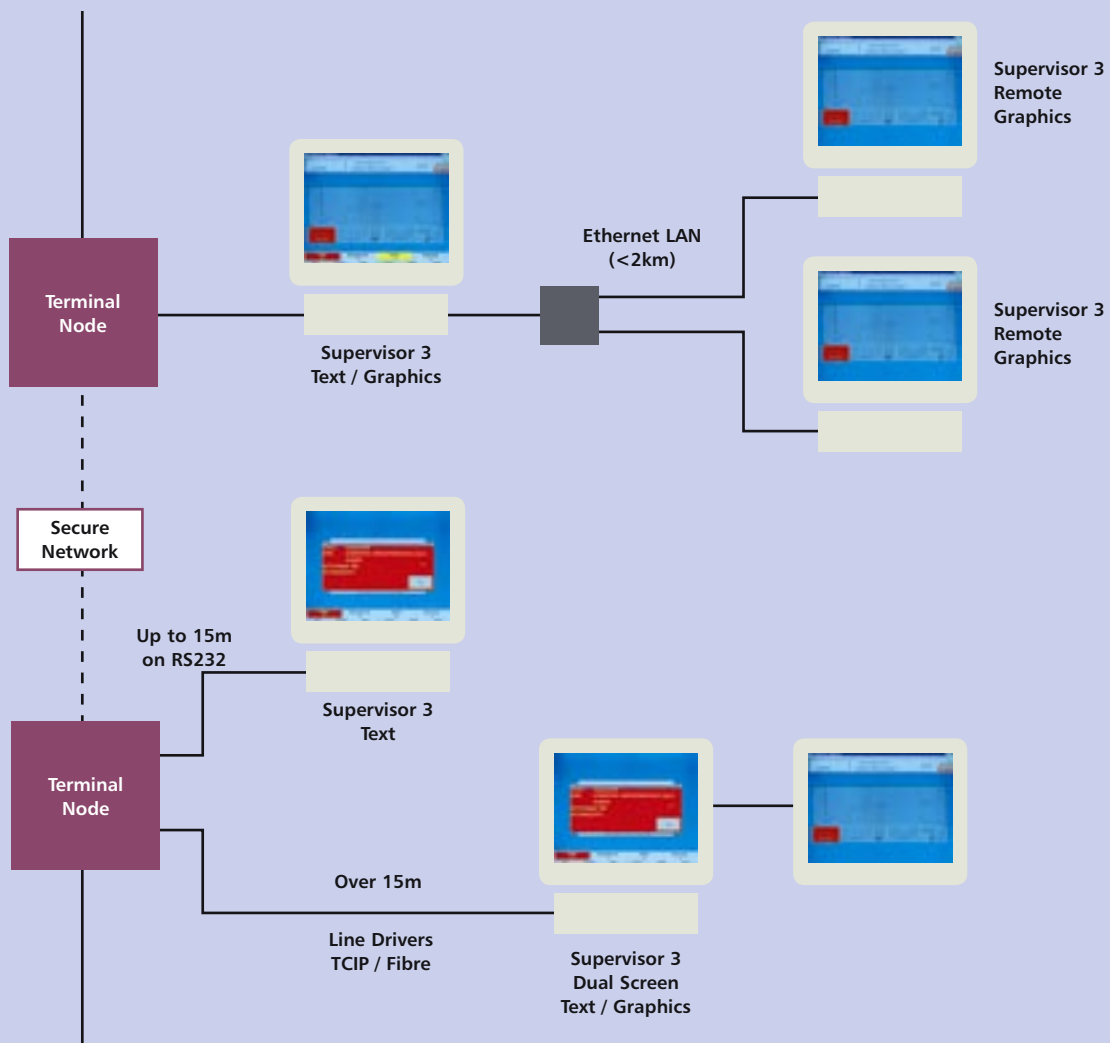 Supervisor 3
Remote
Graphics
Ethernet LAN
(<2km)
Terminal
Node
Supervisor 3
Text / Graphics
Supervisor 3
Remote
Graphics
Secure
Network
Up to 15m
on RS232
Supervisor 3
Text
Terminal
Node
Over 15m
Line Drivers
TCIP / Fibre
Supervisor 3
Dual Screen
Text / Graphics